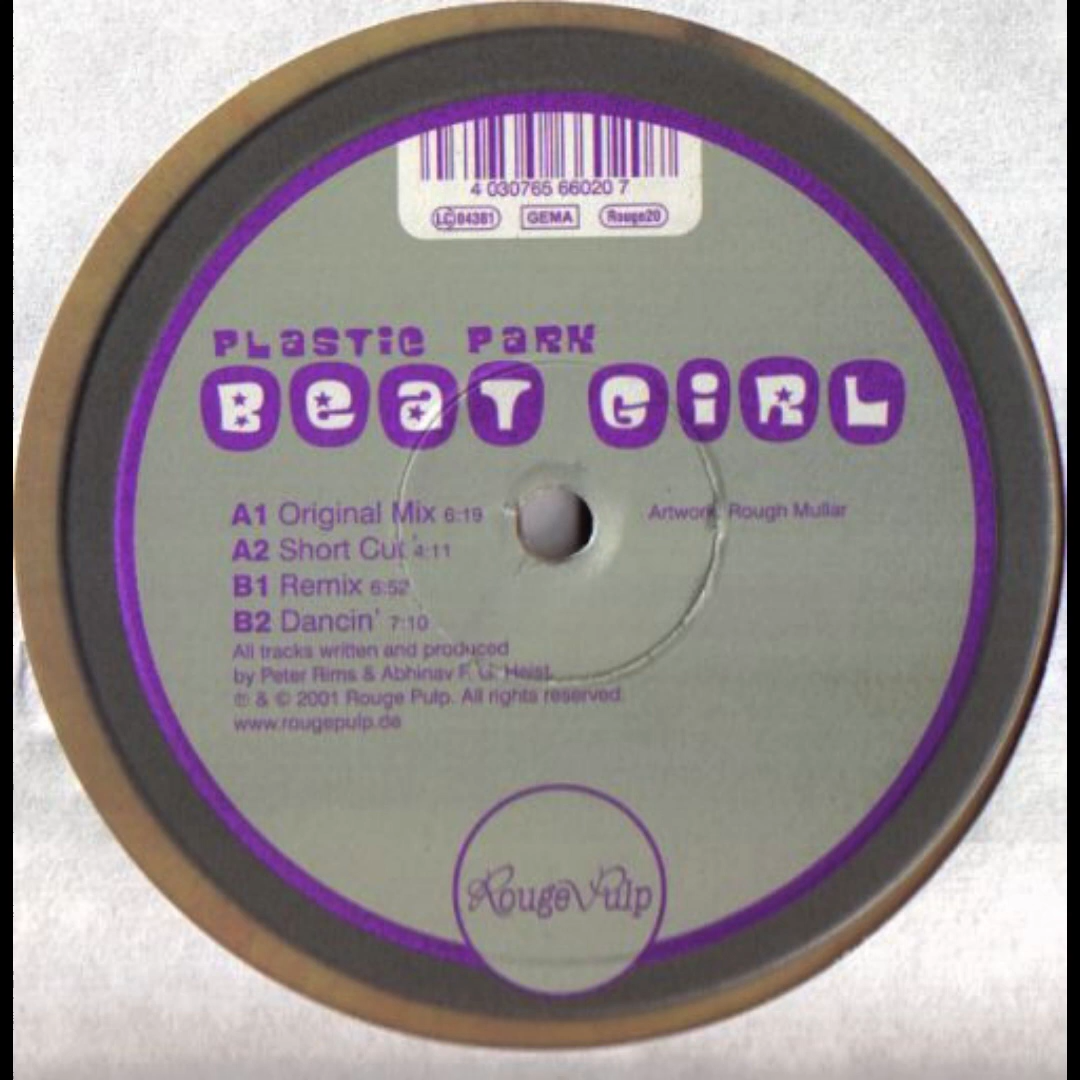 4 030765 66020 7
LC 04381 GEMA Rouge20
PLaSTiC PaRK
BeaT GiRL
A1 Original Mix 6:19
Artwork: Rough Mullar
A2 Short Cut 4:11
B1 Remix 6:52
B2 Dancin' 7:10
All tracks written and produced
by Peter Rims & Abhinav F. G. Heist.
℗ & © 2001 Rouge Pulp. All rights reserved.
www.rougepulp.de
RougePulp